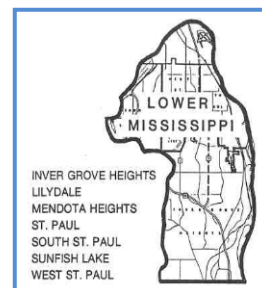 LOWER
MISSISSIPPI
INVER GROVE HEIGHTS
LILYDALE
MENDOTA HEIGHTS
ST. PAUL
SOUTH ST. PAUL
SUNFISH LAKE
WEST ST. PAUL